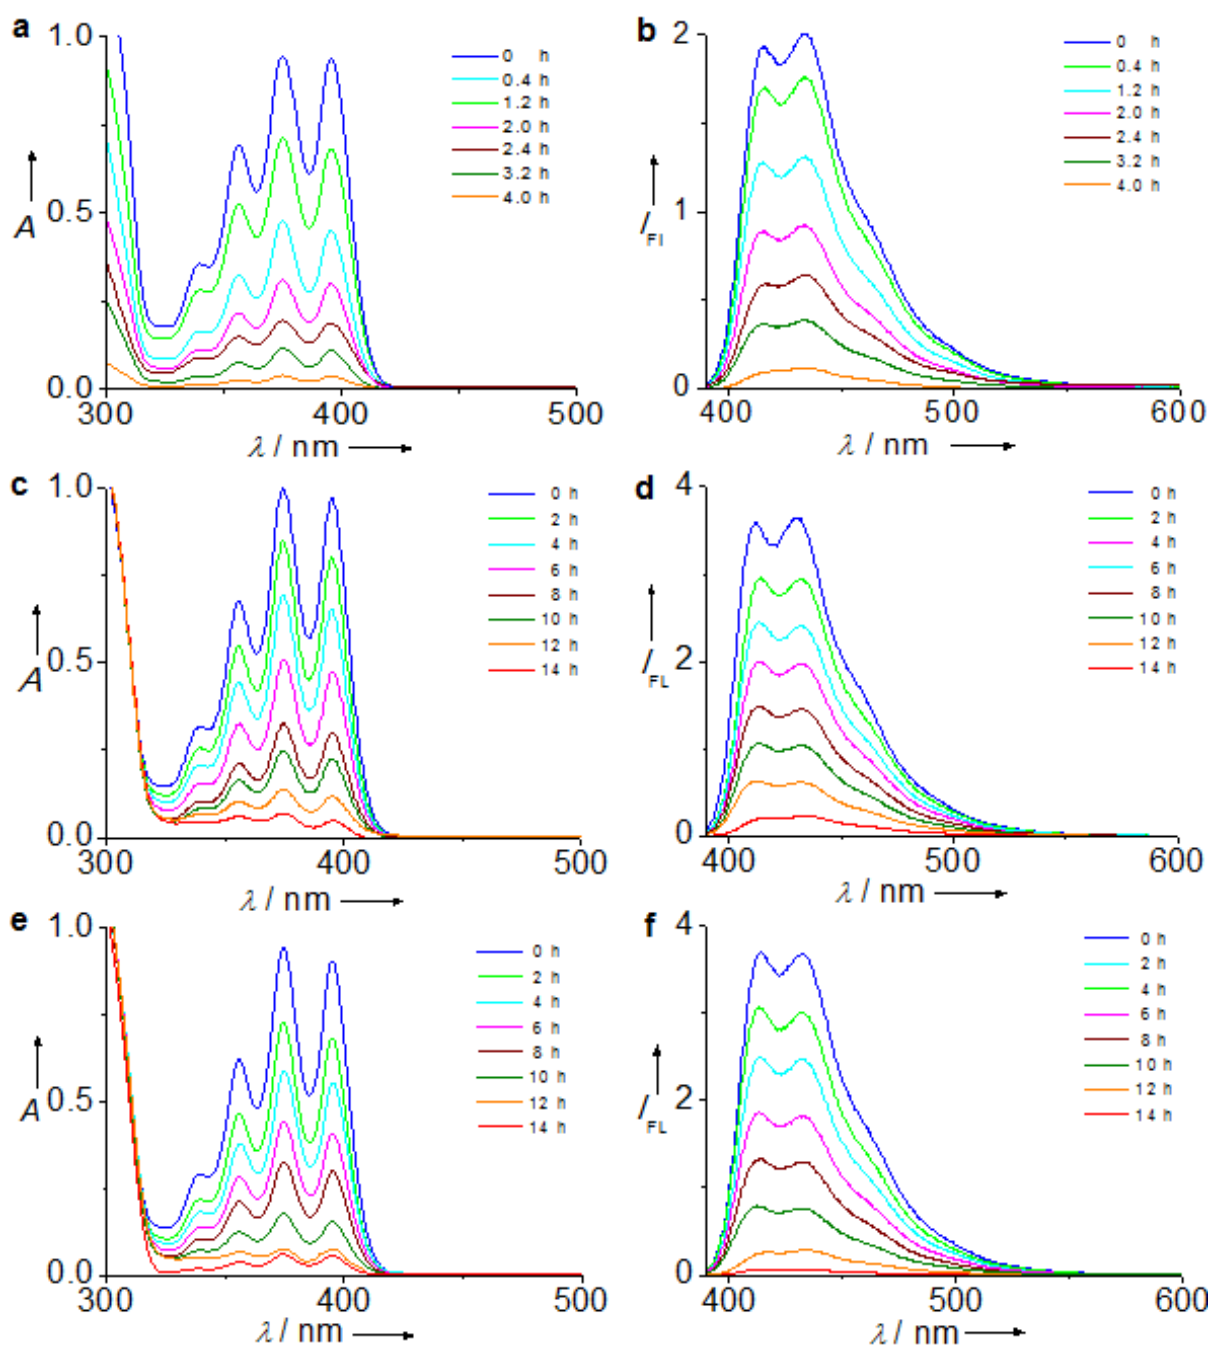 a
1.0
0.5
0.0
A
300
400
500
λ / nm
0 h
0.4 h
1.2 h
2.0 h
2.4 h
3.2 h
4.0 h
b
2
1
0
I_Fl
400
500
600
λ / nm
0 h
0.4 h
1.2 h
2.0 h
2.4 h
3.2 h
4.0 h
c
1.0
0.5
0.0
A
300
400
500
λ / nm
0 h
2 h
4 h
6 h
8 h
10 h
12 h
14 h
d
4
2
0
I_FL
400
500
600
λ / nm
0 h
2 h
4 h
6 h
8 h
10 h
12 h
14 h
e
1.0
0.5
0.0
A
300
400
500
λ / nm
0 h
2 h
4 h
6 h
8 h
10 h
12 h
14 h
f
4
2
0
I_FL
400
500
600
λ / nm
0 h
2 h
4 h
6 h
8 h
10 h
12 h
14 h